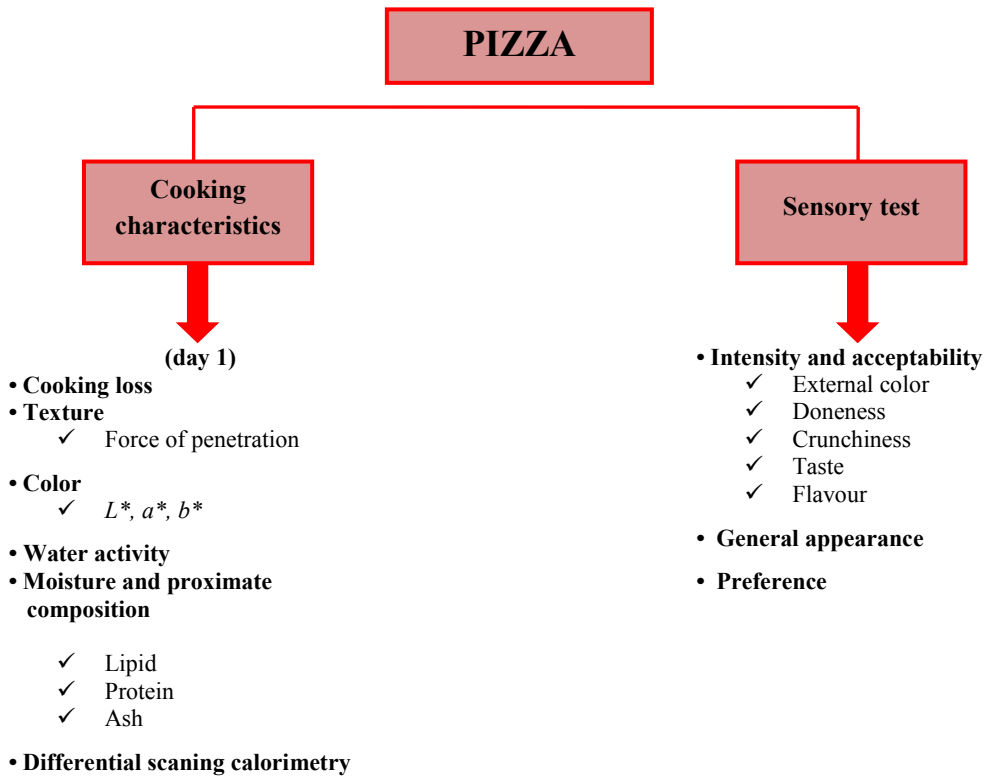 PIZZA
Cooking
characteristics
(day 1)
• Cooking loss
• Texture
✓ Force of penetration
• Color
✓ L*, a*, b*
• Water activity
• Moisture and proximate
composition
✓ Lipid
✓ Protein
✓ Ash
• Differential scaning calorimetry
Sensory test
• Intensity and acceptability
✓ External color
✓ Doneness
✓ Crunchiness
✓ Taste
✓ Flavour
• General appearance
• Preference